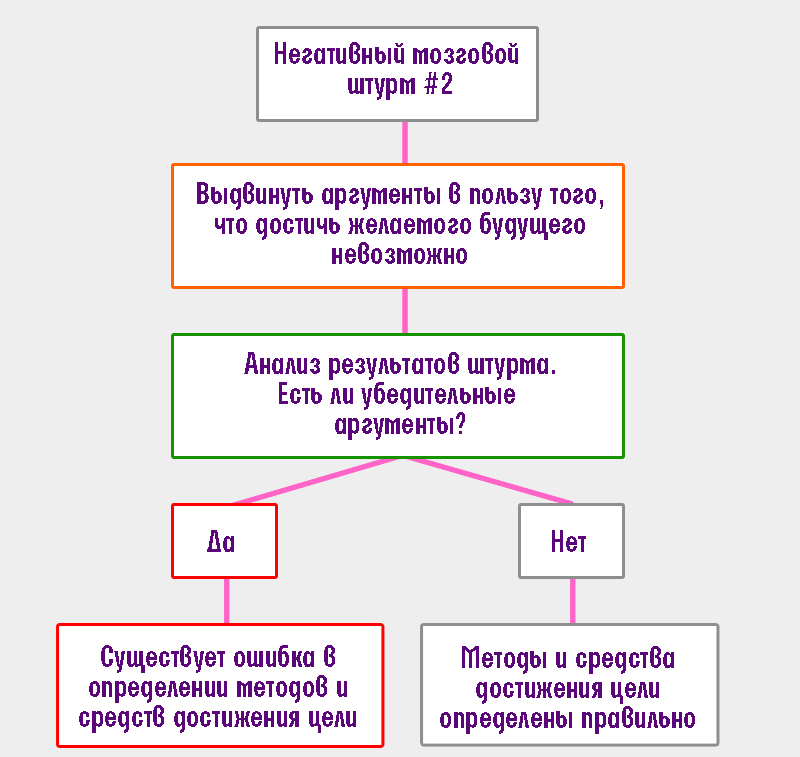 Негативный мозговой
штурм #2
Выдвинуть аргументы в пользу того,
что достичь желаемого будущего
невозможно
Анализ результатов штурма.
Есть ли убедительные
аргументы?
Да
Нет
Существует ошибка в
определении методов и
средств достижения цели
Методы и средства
достижения цели
определены правильно